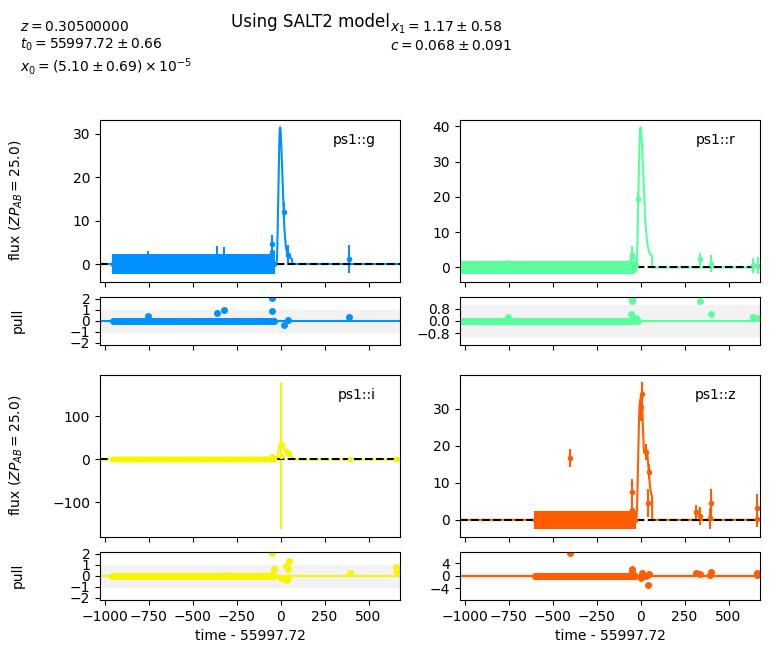 Using SALT2 model
z = 0.30500000
t0 = 55997.72 ± 0.66
x0 = (5.10 ± 0.69) × 10⁻⁵
x1 = 1.17 ± 0.58
c = 0.068 ± 0.091
flux (ZP_AB = 25.0)
30
20
10
0
ps1::g
40
30
20
10
0
ps1::r
pull
2
1
0
−1
−2
0.8
0.0
−0.8
flux (ZP_AB = 25.0)
100
0
−100
ps1::i
30
20
10
0
ps1::z
pull
2
1
0
−1
−2
4
0
−4
−1000 −750 −500 −250 0 250 500
time - 55997.72
−1000 −750 −500 −250 0 250 500
time - 55997.72